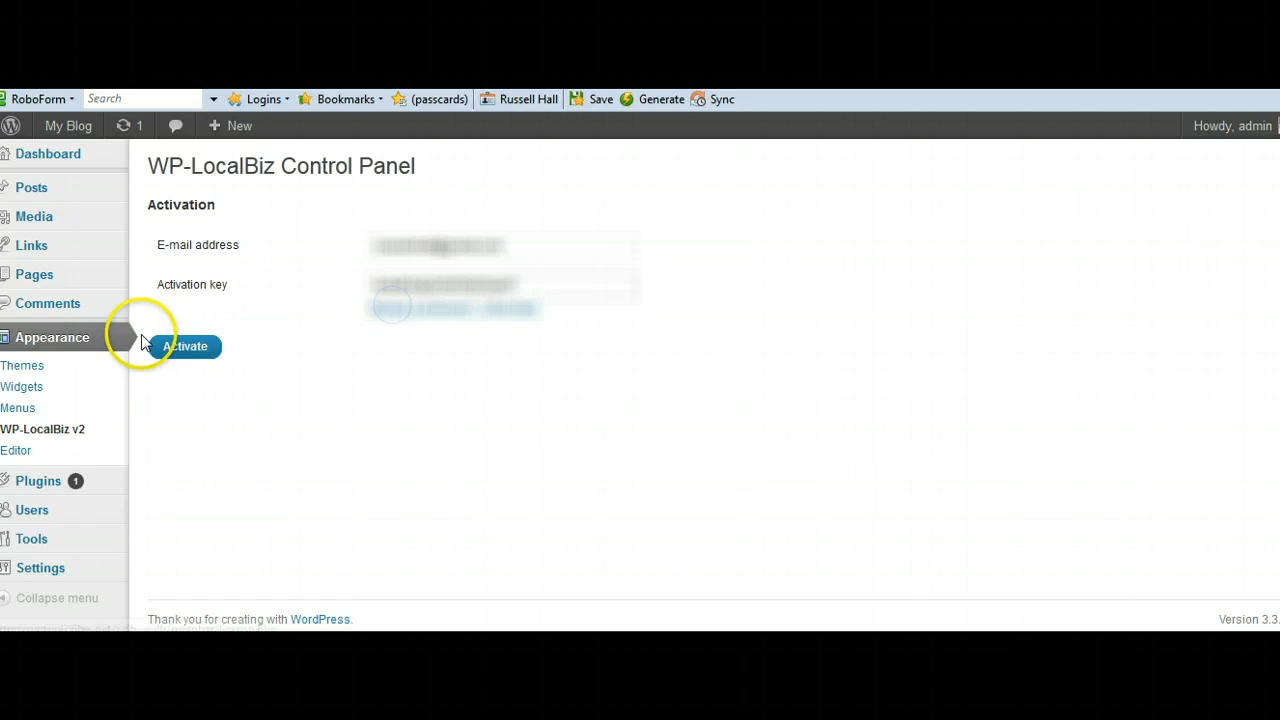 RoboForm Search Logins Bookmarks (passcards) Russell Hall Save Generate Sync
My Blog 1 New Howdy, admin
Dashboard
Posts
Media
Links
Pages
Comments
Appearance
Themes
Widgets
Menus
WP-LocalBiz v2
Editor
Plugins 1
Users
Tools
Settings
Collapse menu
WP-LocalBiz Control Panel
Activation
E-mail address
Activation key
Activate
Thank you for creating with WordPress.
Version 3.3.